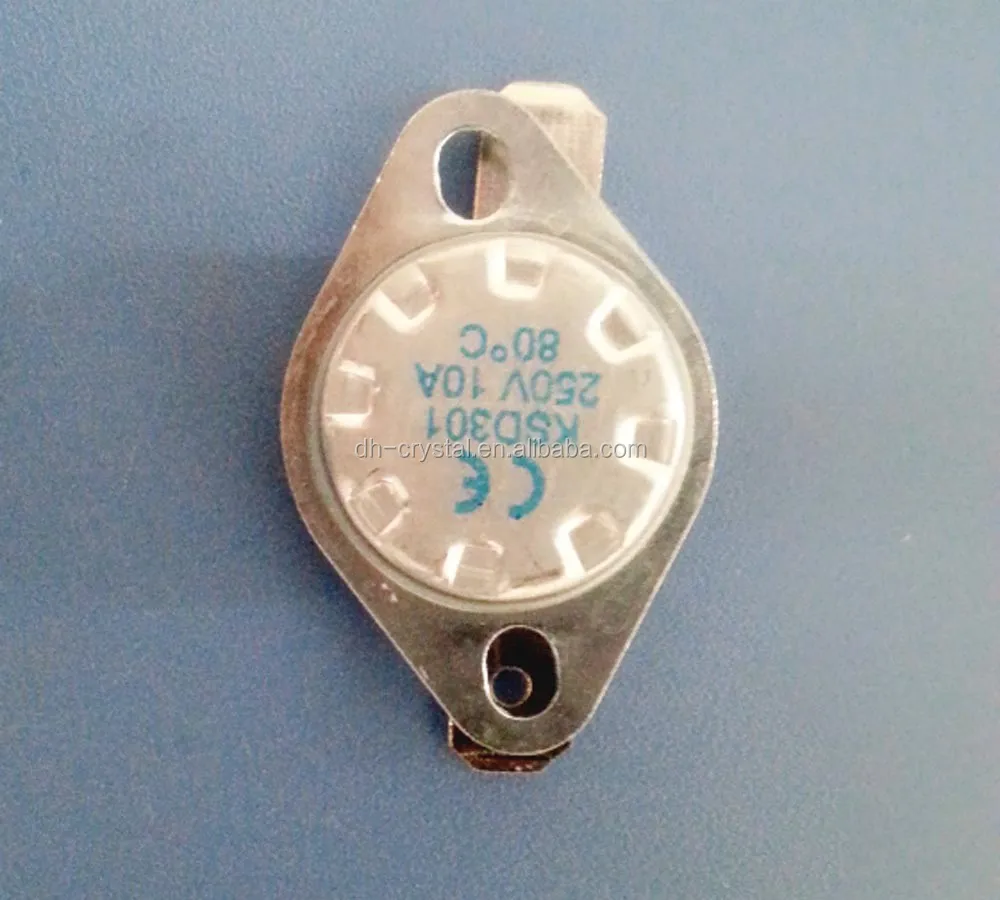 CE
KSD301
250V 10A
80°C
dh-crystal.en.alibaba.com